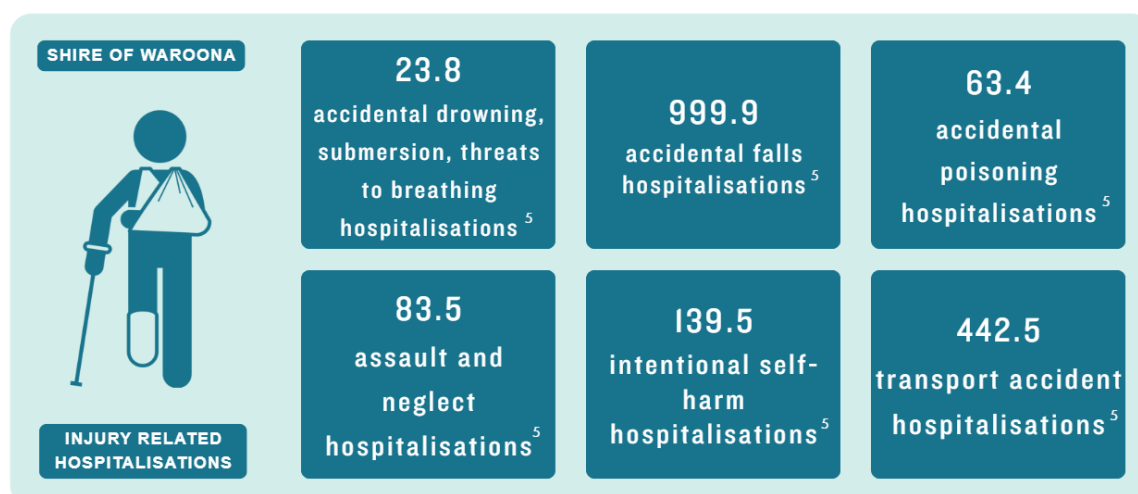 SHIRE OF WAROONA
23.8
accidental drowning,
submersion, threats
to breathing
hospitalisations 5
999.9
accidental falls
hospitalisations 5
63.4
accidental
poisoning
hospitalisations 5
83.5
assault and
neglect
hospitalisations 5
139.5
intentional self-
harm
hospitalisations 5
442.5
transport accident
hospitalisations 5
INJURY RELATED
HOSPITALISATIONS